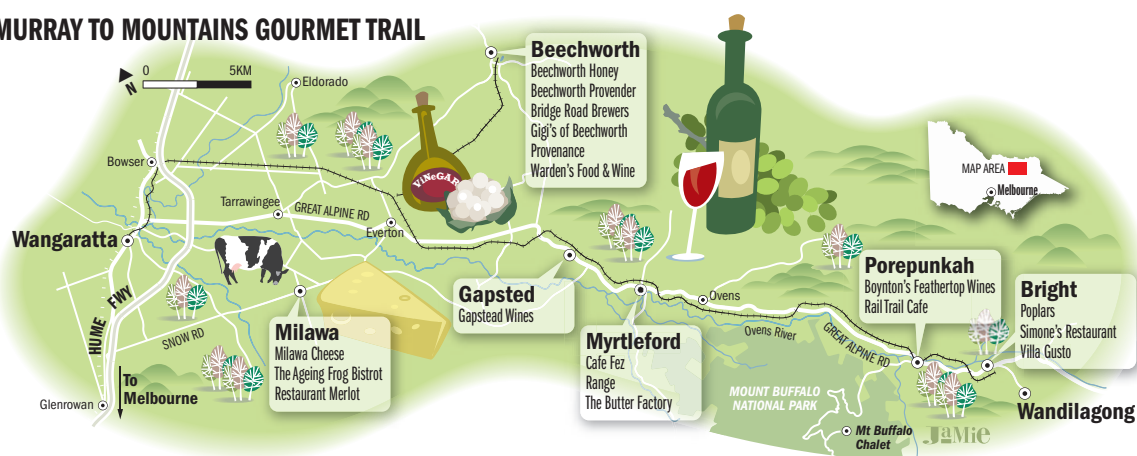 MURRAY TO MOUNTAINS GOURMET TRAIL
N
0 5KM
Eldorado
Bowser
Tarrawingee
GREAT ALPINE RD
Everton
Wangaratta
HUME FWY
SNOW RD
Glenrowan
To
Melbourne
VINEGAR
Beechworth
Beechworth Honey
Beechworth Provender
Bridge Road Brewers
Gigi's of Beechworth
Provenance
Warden's Food & Wine
MAP AREA
Melbourne
Milawa
Milawa Cheese
The Ageing Frog Bistrot
Restaurant Merlot
Gapsted
Gapstead Wines
Myrtleford
Cafe Fez
Range
The Butter Factory
Ovens
Ovens River
GREAT ALPINE RD
Porepunkah
Boynton's Feathertop Wines
Rail Trail Cafe
Bright
Poplars
Simone's Restaurant
Villa Gusto
Wandilagong
MOUNT BUFFALO
NATIONAL PARK
Mt Buffalo
Chalet
JaMie